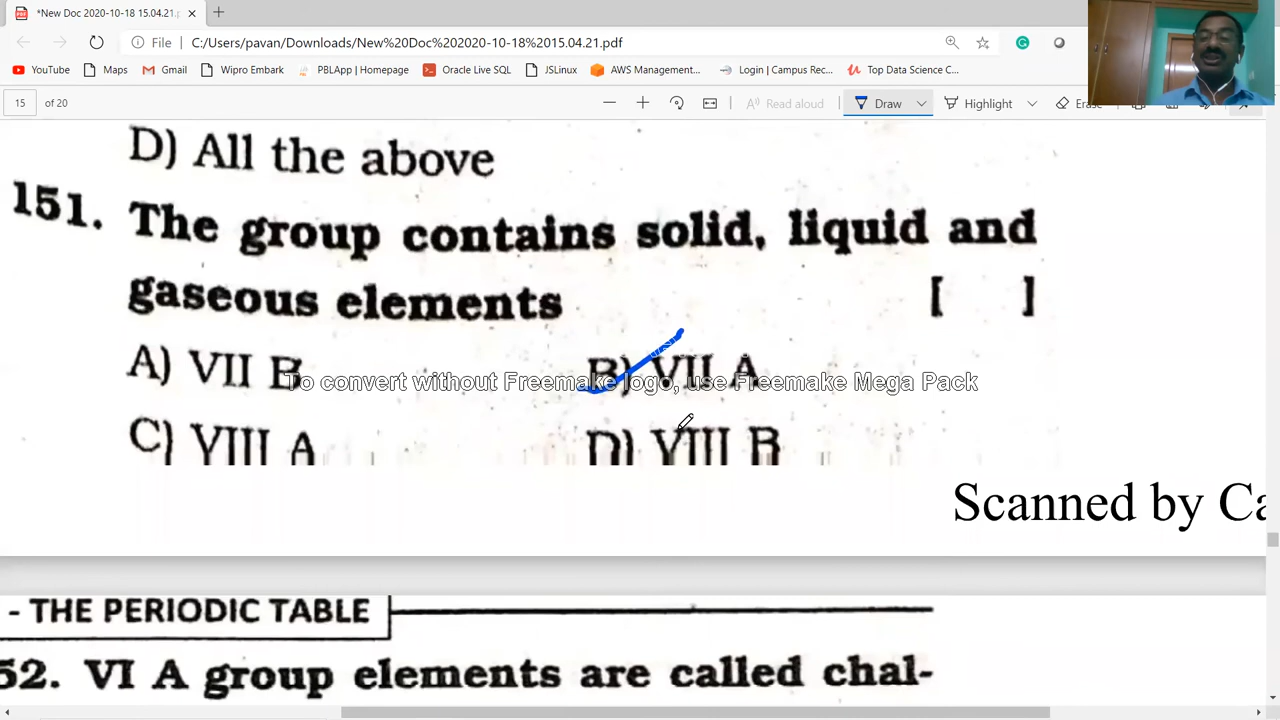 *New Doc 2020-10-18 15.04.21.p
File C:/Users/pavan/Downloads/New%20Doc%202020-10-18%2015.04.21.pdf
YouTube Maps Gmail Wipro Embark PBLApp | Homepage Oracle Live SQL JSLinux AWS Management... Login | Campus Rec... Top Data Science C...
15 of 20 Read aloud Draw Highlight Erase
D) All the above
151. The group contains solid, liquid and
gaseous elements [ ]
A) VII B B) VII A
To convert without Freemake logo, use Freemake Mega Pack
C) VIII A D) VIII B
Scanned by Ca
- THE PERIODIC TABLE
52. VI A group elements are called chal-